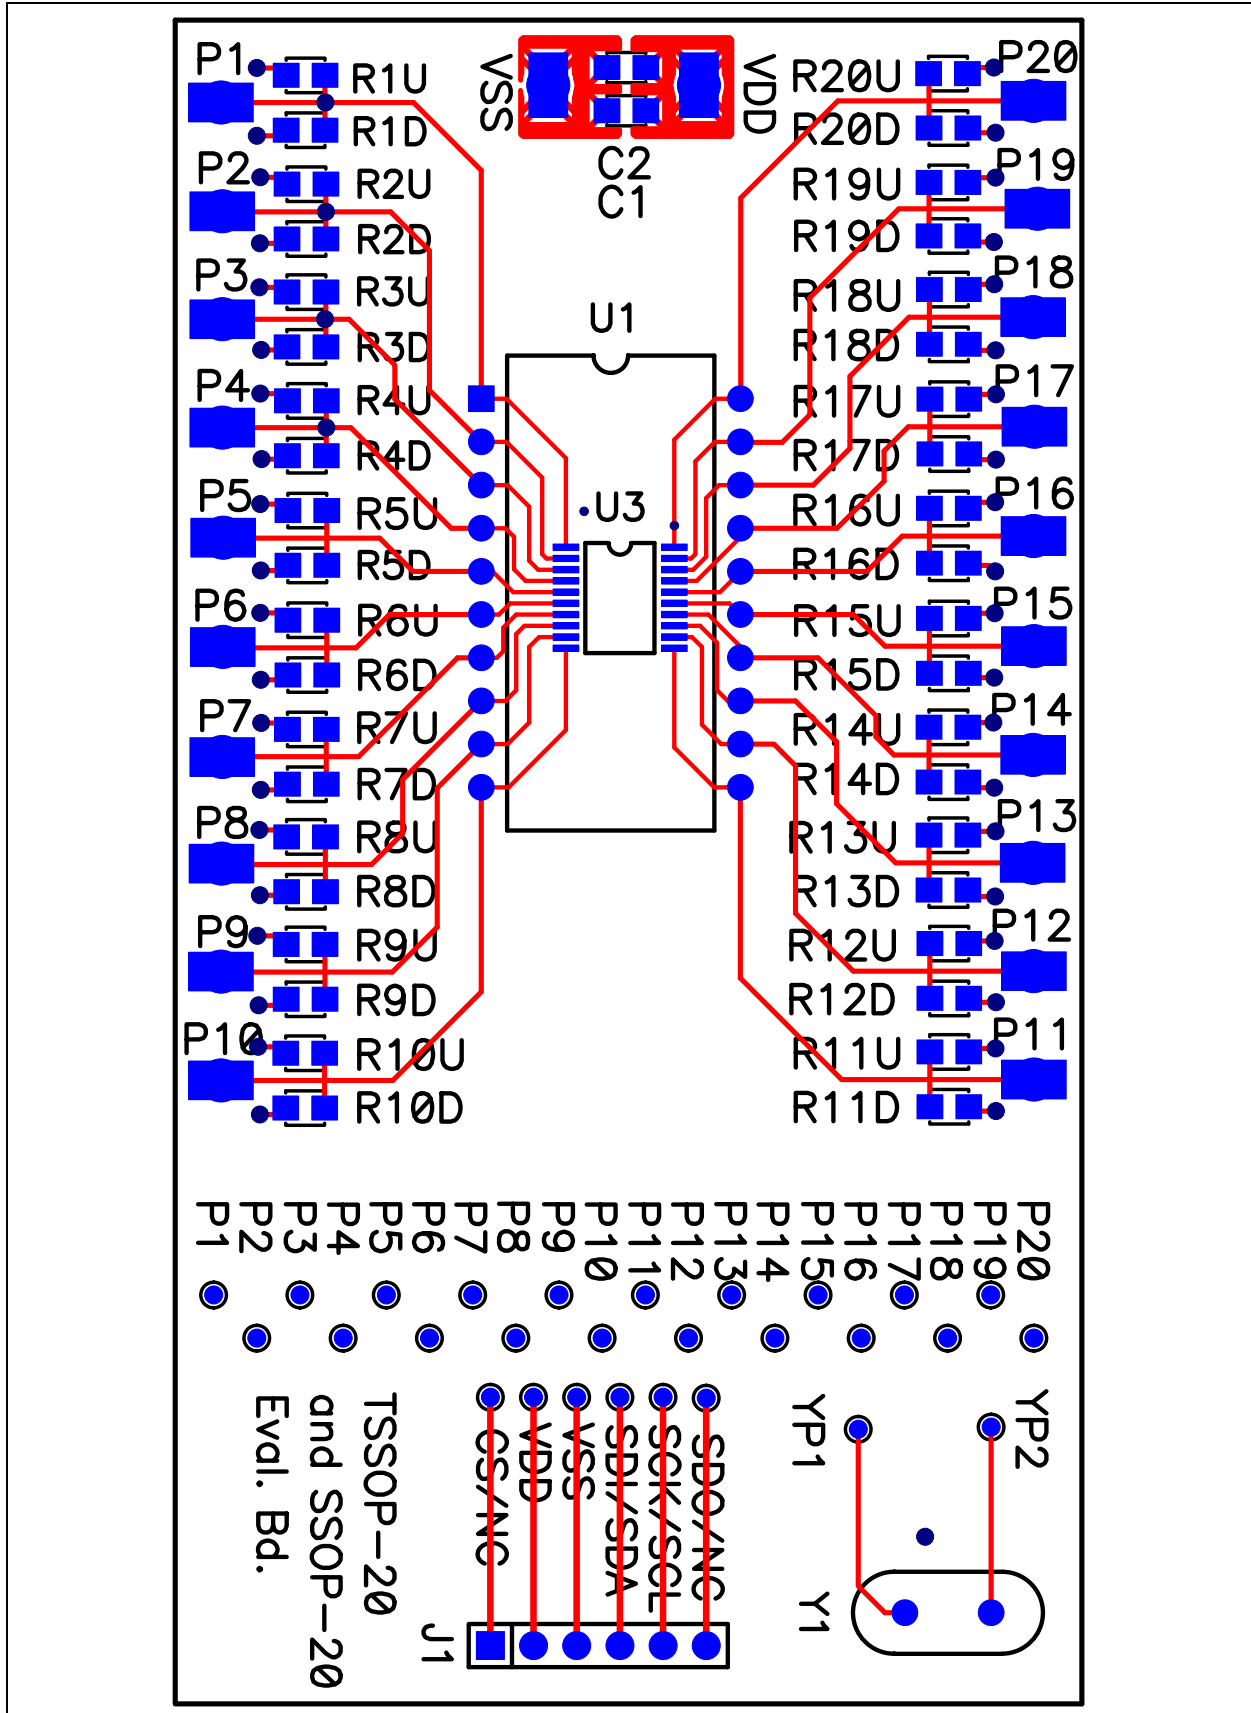 P1
R1U
R1D
P2
R2U
R2D
P3
R3U
R3D
P4
R4U
R4D
P5
R5U
R5D
P6
R6U
R6D
P7
R7U
R7D
P8
R8U
R8D
P9
R9U
R9D
P10
R10U
R10D
VSS
VDD
C2
C1
U1
U3
P20
R20U
R20D
P19
R19U
R19D
P18
R18U
R18D
P17
R17U
R17D
P16
R16U
R16D
P15
R15U
R15D
P14
R14U
R14D
P13
R13U
R13D
P12
R12U
R12D
P11
R11U
R11D
P1
P2
P3
P4
P5
P6
P7
P8
P9
P10
P11
P12
P13
P14
P15
P16
P17
P18
P19
P20
TSSOP-20
and SSOP-20
Eval. Bd.
CS/NC
VDD
VSS
SDI/SDA
SCK/SCL
SDO/NC
J1
YP1
YP2
Y1